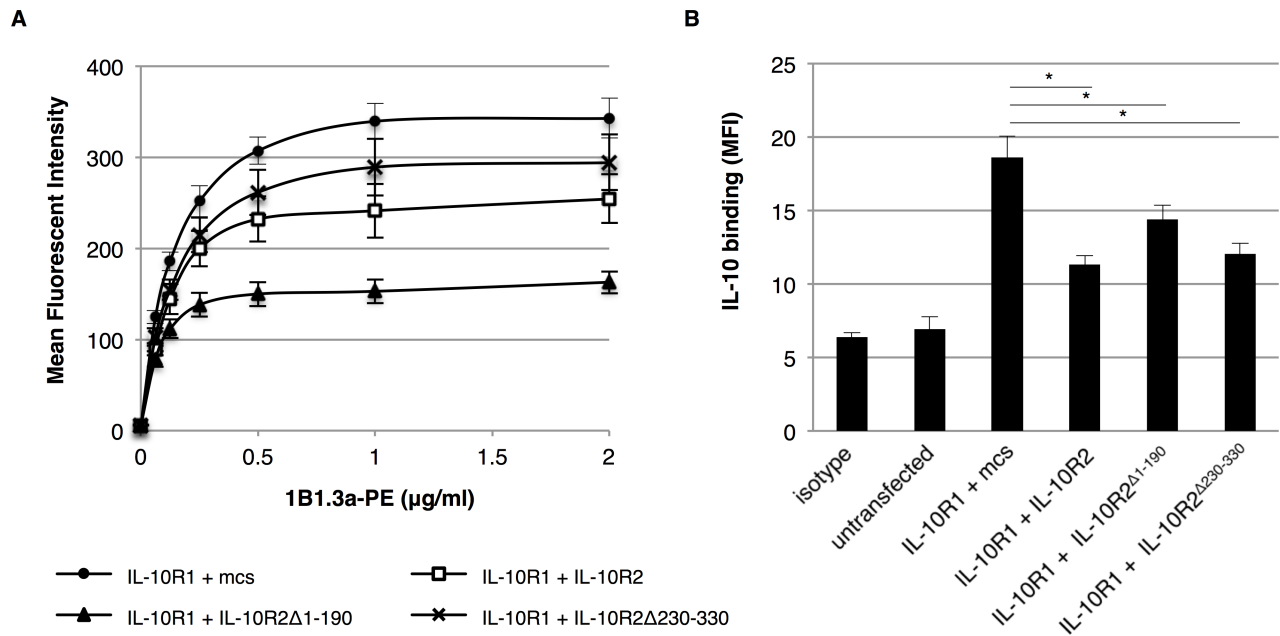 A
B
400
300
200
100
0
Mean Fluorescent Intensity
0 0.5 1 1.5 2
1B1.3a-PE (µg/ml)
IL-10R1 + mcs
IL-10R1 + IL-10R2
IL-10R1 + IL-10R2Δ1-190
IL-10R1 + IL-10R2Δ230-330
25
20
15
10
5
0
IL-10 binding (MFI)
*
*
*
isotype
untransfected
IL-10R1 + mcs
IL-10R1 + IL-10R2
IL-10R1 + IL-10R2Δ1-190
IL-10R1 + IL-10R2Δ230-330